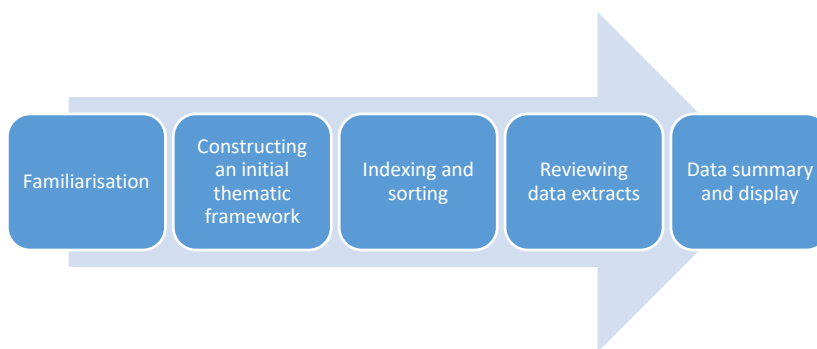 Familiarisation
Constructing
an initial
thematic
framework
Indexing and
sorting
Reviewing
data extracts
Data summary
and display